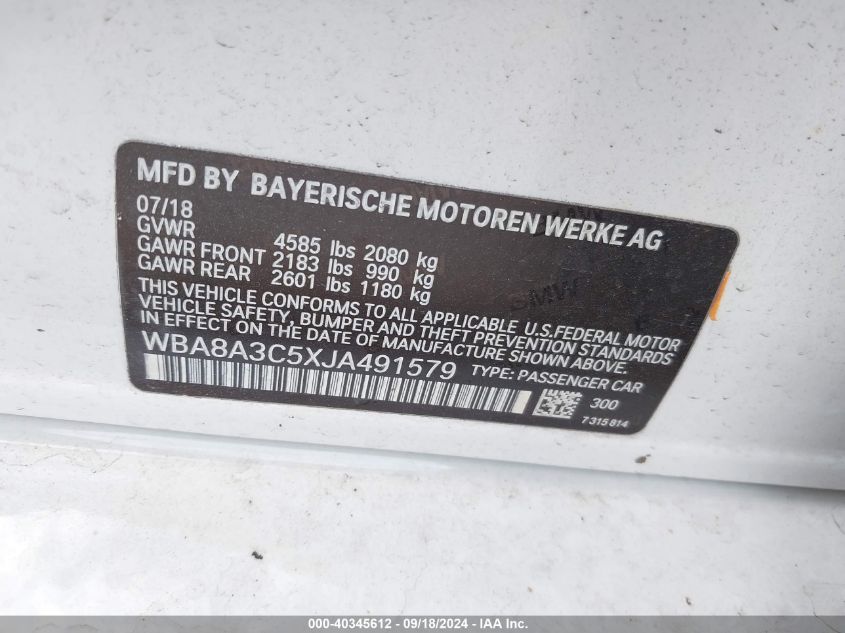 MFD BY BAYERISCHE MOTOREN WERKE AG
07/18
GVWR 4585 lbs 2080 kg
GAWR FRONT 2183 lbs 990 kg
GAWR REAR 2601 lbs 1180 kg
THIS VEHICLE CONFORMS TO ALL APPLICABLE U.S.FEDERAL MOTOR
VEHICLE SAFETY, BUMPER AND THEFT PREVENTION STANDARDS
IN EFFECT ON THE DATE OF MANUFACTURE SHOWN ABOVE.
WBA8A3C5XJA491579 TYPE: PASSENGER CAR
300
7315814
000-40345612 - 09/18/2024 - IAA Inc.